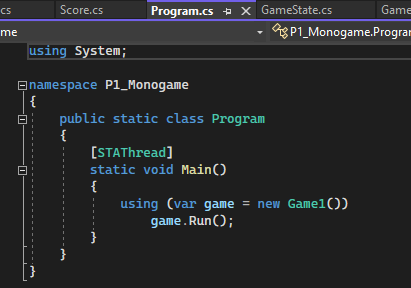 cs
Score.cs
Program.cs
GameState.cs
Game
me
P1_Monogame.Progra
using System;
namespace P1_Monogame
{
public static class Program
{
[STAThread]
static void Main()
{
using (var game = new Game1())
game.Run();
}
}
}